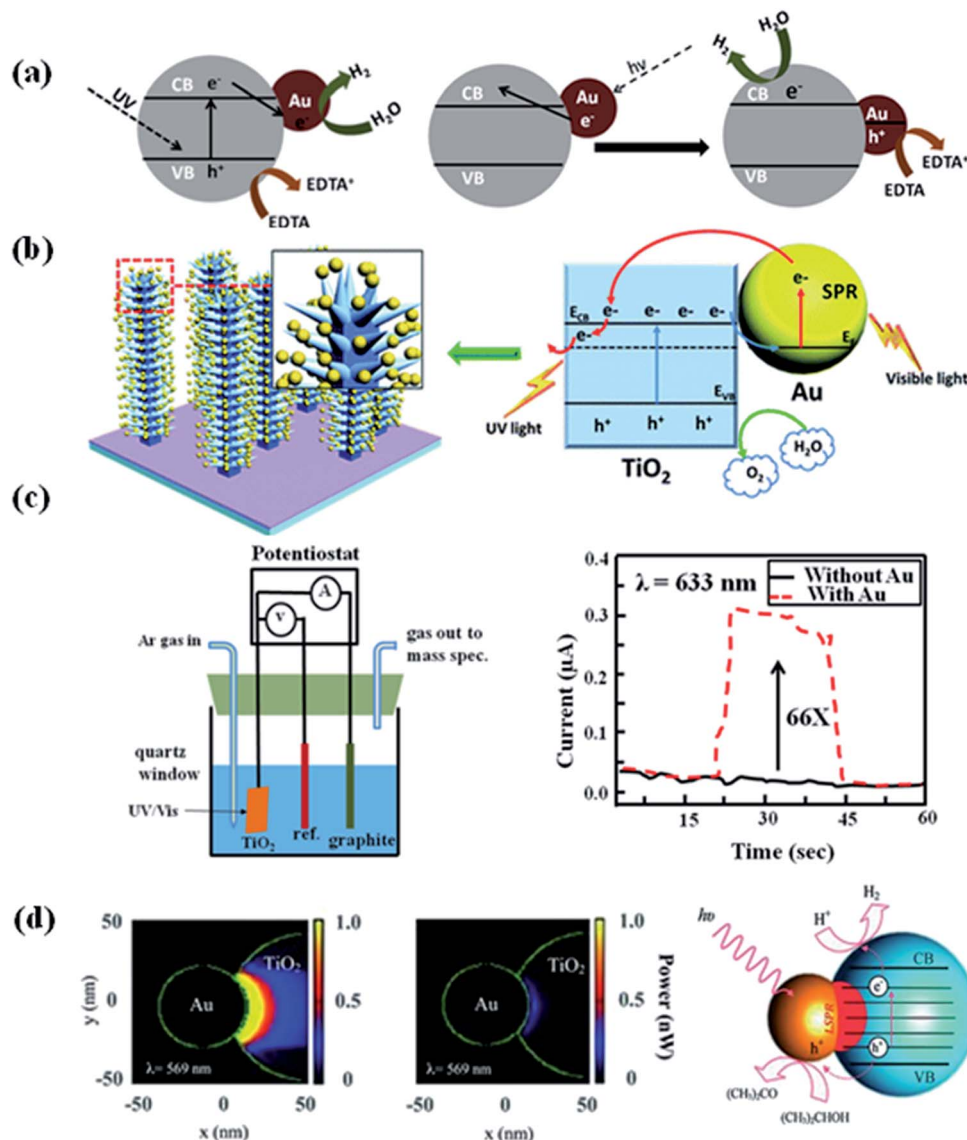 (a)
UV
CB e-
Au
e-
H2
H2O
VB h+
EDTA+
EDTA
CB
Au
e-
hν
VB
H2 H2O
CB e-
Au
h+
VB
EDTA+
EDTA
(b)
ECB e- e- e- e-
e-
EVB
h+ h+ h+
UV light
TiO2
e-
SPR
Au
Visible light
H2O
O2
(c)
Potentiostat
A
v
Ar gas in
gas out to
mass spec.
quartz
window
UV/Vis
TiO2
ref.
graphite
λ = 633 nm
Without Au
With Au
66X
Current (μA)
0.4
0.3
0.2
0.1
0.0
15 30 45 60
Time (sec)
(d)
50
0
-50
y (nm)
Au
TiO2
λ= 569 nm
-50 0 50
x (nm)
1.0
0.5
0
Au
TiO2
λ= 569 nm
-50 0 50
x (nm)
Power (nW)
1.0
0.5
0
hυ
H+
H2
CB
e-
LSPR
h+
h+
VB
(CH3)2CO
(CH3)2CHOH